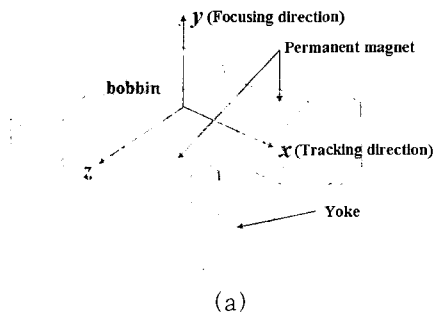 y (Focusing direction)
Permanent magnet
bobbin
x (Tracking direction)
z
Yoke
(a)